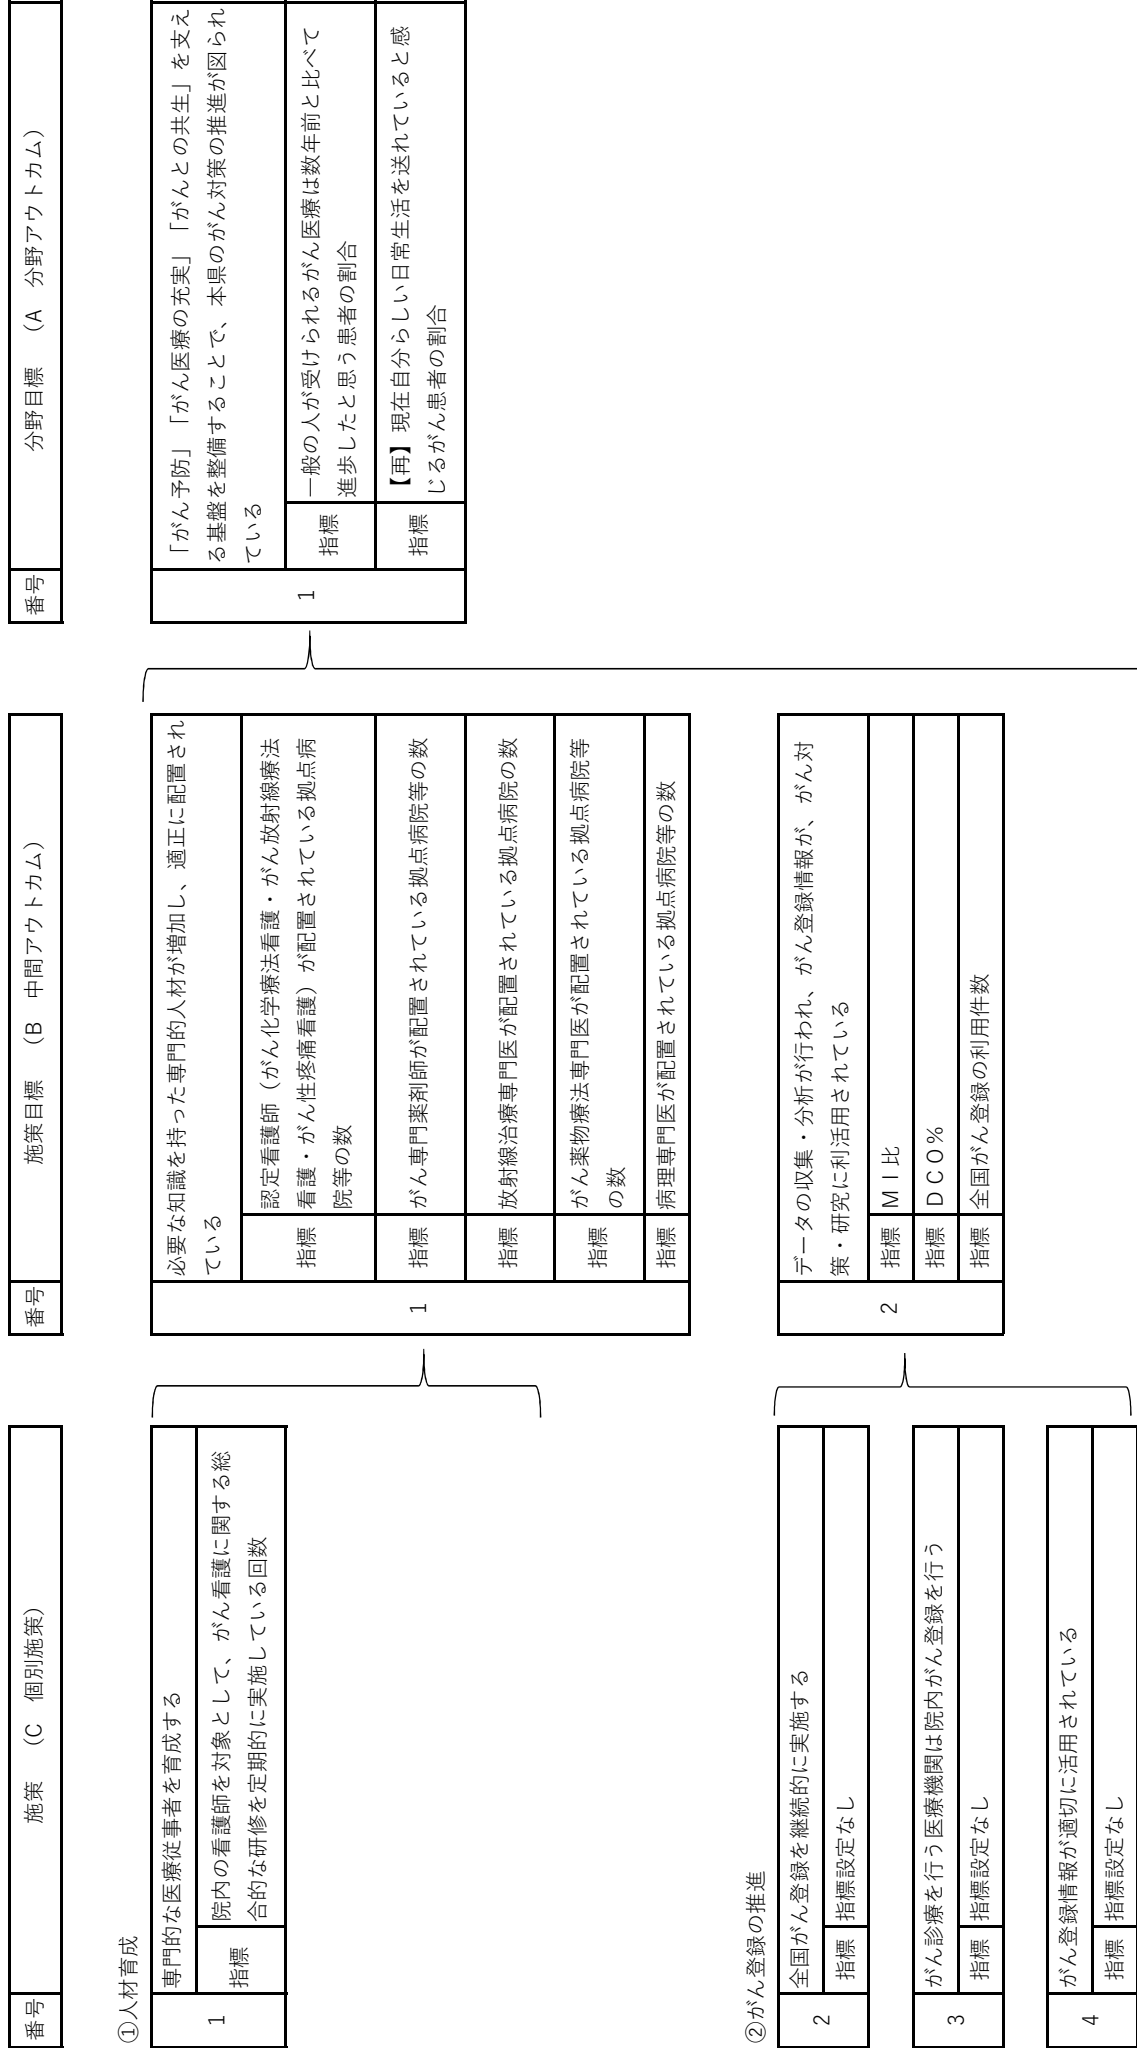 番号
施策　（C　個別施策）
番号
施策目標　（B　中間アウトカム）
番号
分野目標　（A　分野アウトカム）
①人材育成
1
専門的な医療従事者を育成する
指標
院内の看護師を対象として、がん看護に関する総
合的な研修を定期的に実施している回数
1
必要な知識を持った専門的人材が増加し、適正に配置され
ている
指標
認定看護師（がん化学療法看護・がん放射線療法
看護・がん性疼痛看護）が配置されている拠点病
院等の数
指標
がん専門薬剤師が配置されている拠点病院等の数
指標
放射線治療専門医が配置されている拠点病院の数
指標
がん薬物療法専門医が配置されている拠点病院等
の数
指標
病理専門医が配置されている拠点病院等の数
1
「がん予防」「がん医療の充実」「がんとの共生」を支え
る基盤を整備することで、本県のがん対策の推進が図られ
ている
指標
一般の人が受けられるがん医療は数年前と比べて
進歩したと思う患者の割合
指標
【再】現在自分らしい日常生活を送れていると感
じるがん患者の割合
②がん登録の推進
2
全国がん登録を継続的に実施する
指標
指標設定なし
3
がん診療を行う医療機関は院内がん登録を行う
指標
指標設定なし
4
がん登録情報が適切に活用されている
指標
指標設定なし
2
データの収集・分析が行われ、がん登録情報が、がん対
策・研究に利活用されている
指標
ＭＩ比
指標
ＤＣＯ％
指標
全国がん登録の利用件数